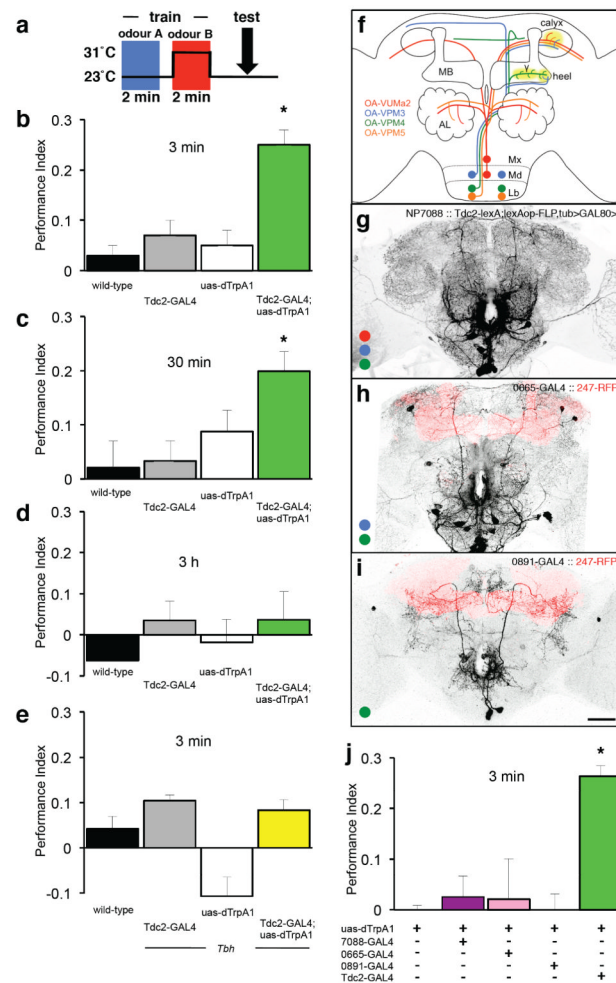 a
— train —
test
odour A
odour B
31°C
23°C
2 min
2 min
b
0.3
0.2
0.1
0
Performance Index
3 min
*
wild-type
Tdc2-GAL4
uas-dTrpA1
Tdc2-GAL4;
uas-dTrpA1
c
0.3
0.2
0.1
0
Performance Index
30 min
*
wild-type
Tdc2-GAL4
uas-dTrpA1
Tdc2-GAL4;
uas-dTrpA1
d
0.3
0.2
0.1
0
-0.1
Performance Index
3 h
wild-type
Tdc2-GAL4
uas-dTrpA1
Tdc2-GAL4;
uas-dTrpA1
e
0.3
0.2
0.1
0
-0.1
Performance Index
3 min
wild-type
Tdc2-GAL4
uas-dTrpA1
Tdc2-GAL4;
uas-dTrpA1
Tbh
f
calyx
MB
γ
heel
OA-VUMa2
OA-VPM3
OA-VPM4
OA-VPM5
AL
Mx
Md
Lb
g
NP7088 :: Tdc2-lexA;lexAop-FLP,tub>GAL80>
h
0665-GAL4 :: 247-RFP
i
0891-GAL4 :: 247-RFP
j
0.3
0.2
0.1
0
Performance Index
3 min
*
uas-dTrpA1 + + + + +
7088-GAL4 - + - - -
0665-GAL4 - - + - -
0891-GAL4 - - - + -
Tdc2-GAL4 - - - - +